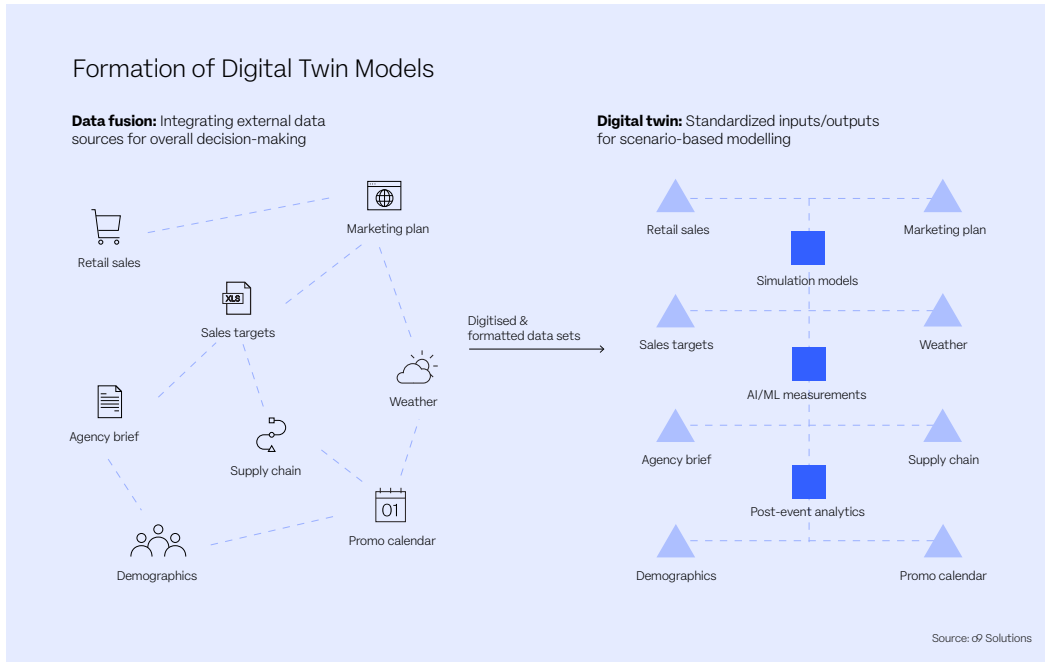 Formation of Digital Twin Models
Data fusion: Integrating external data
sources for overall decision-making
Retail sales
Marketing plan
XLS
Sales targets
Weather
Agency brief
Supply chain
01
Promo calendar
Demographics
Digitised &
formatted data sets
Digital twin: Standardized inputs/outputs
for scenario-based modelling
Retail sales
Marketing plan
Simulation models
Sales targets
Weather
AI/ML measurements
Agency brief
Supply chain
Post-event analytics
Demographics
Promo calendar
Source: o9 Solutions